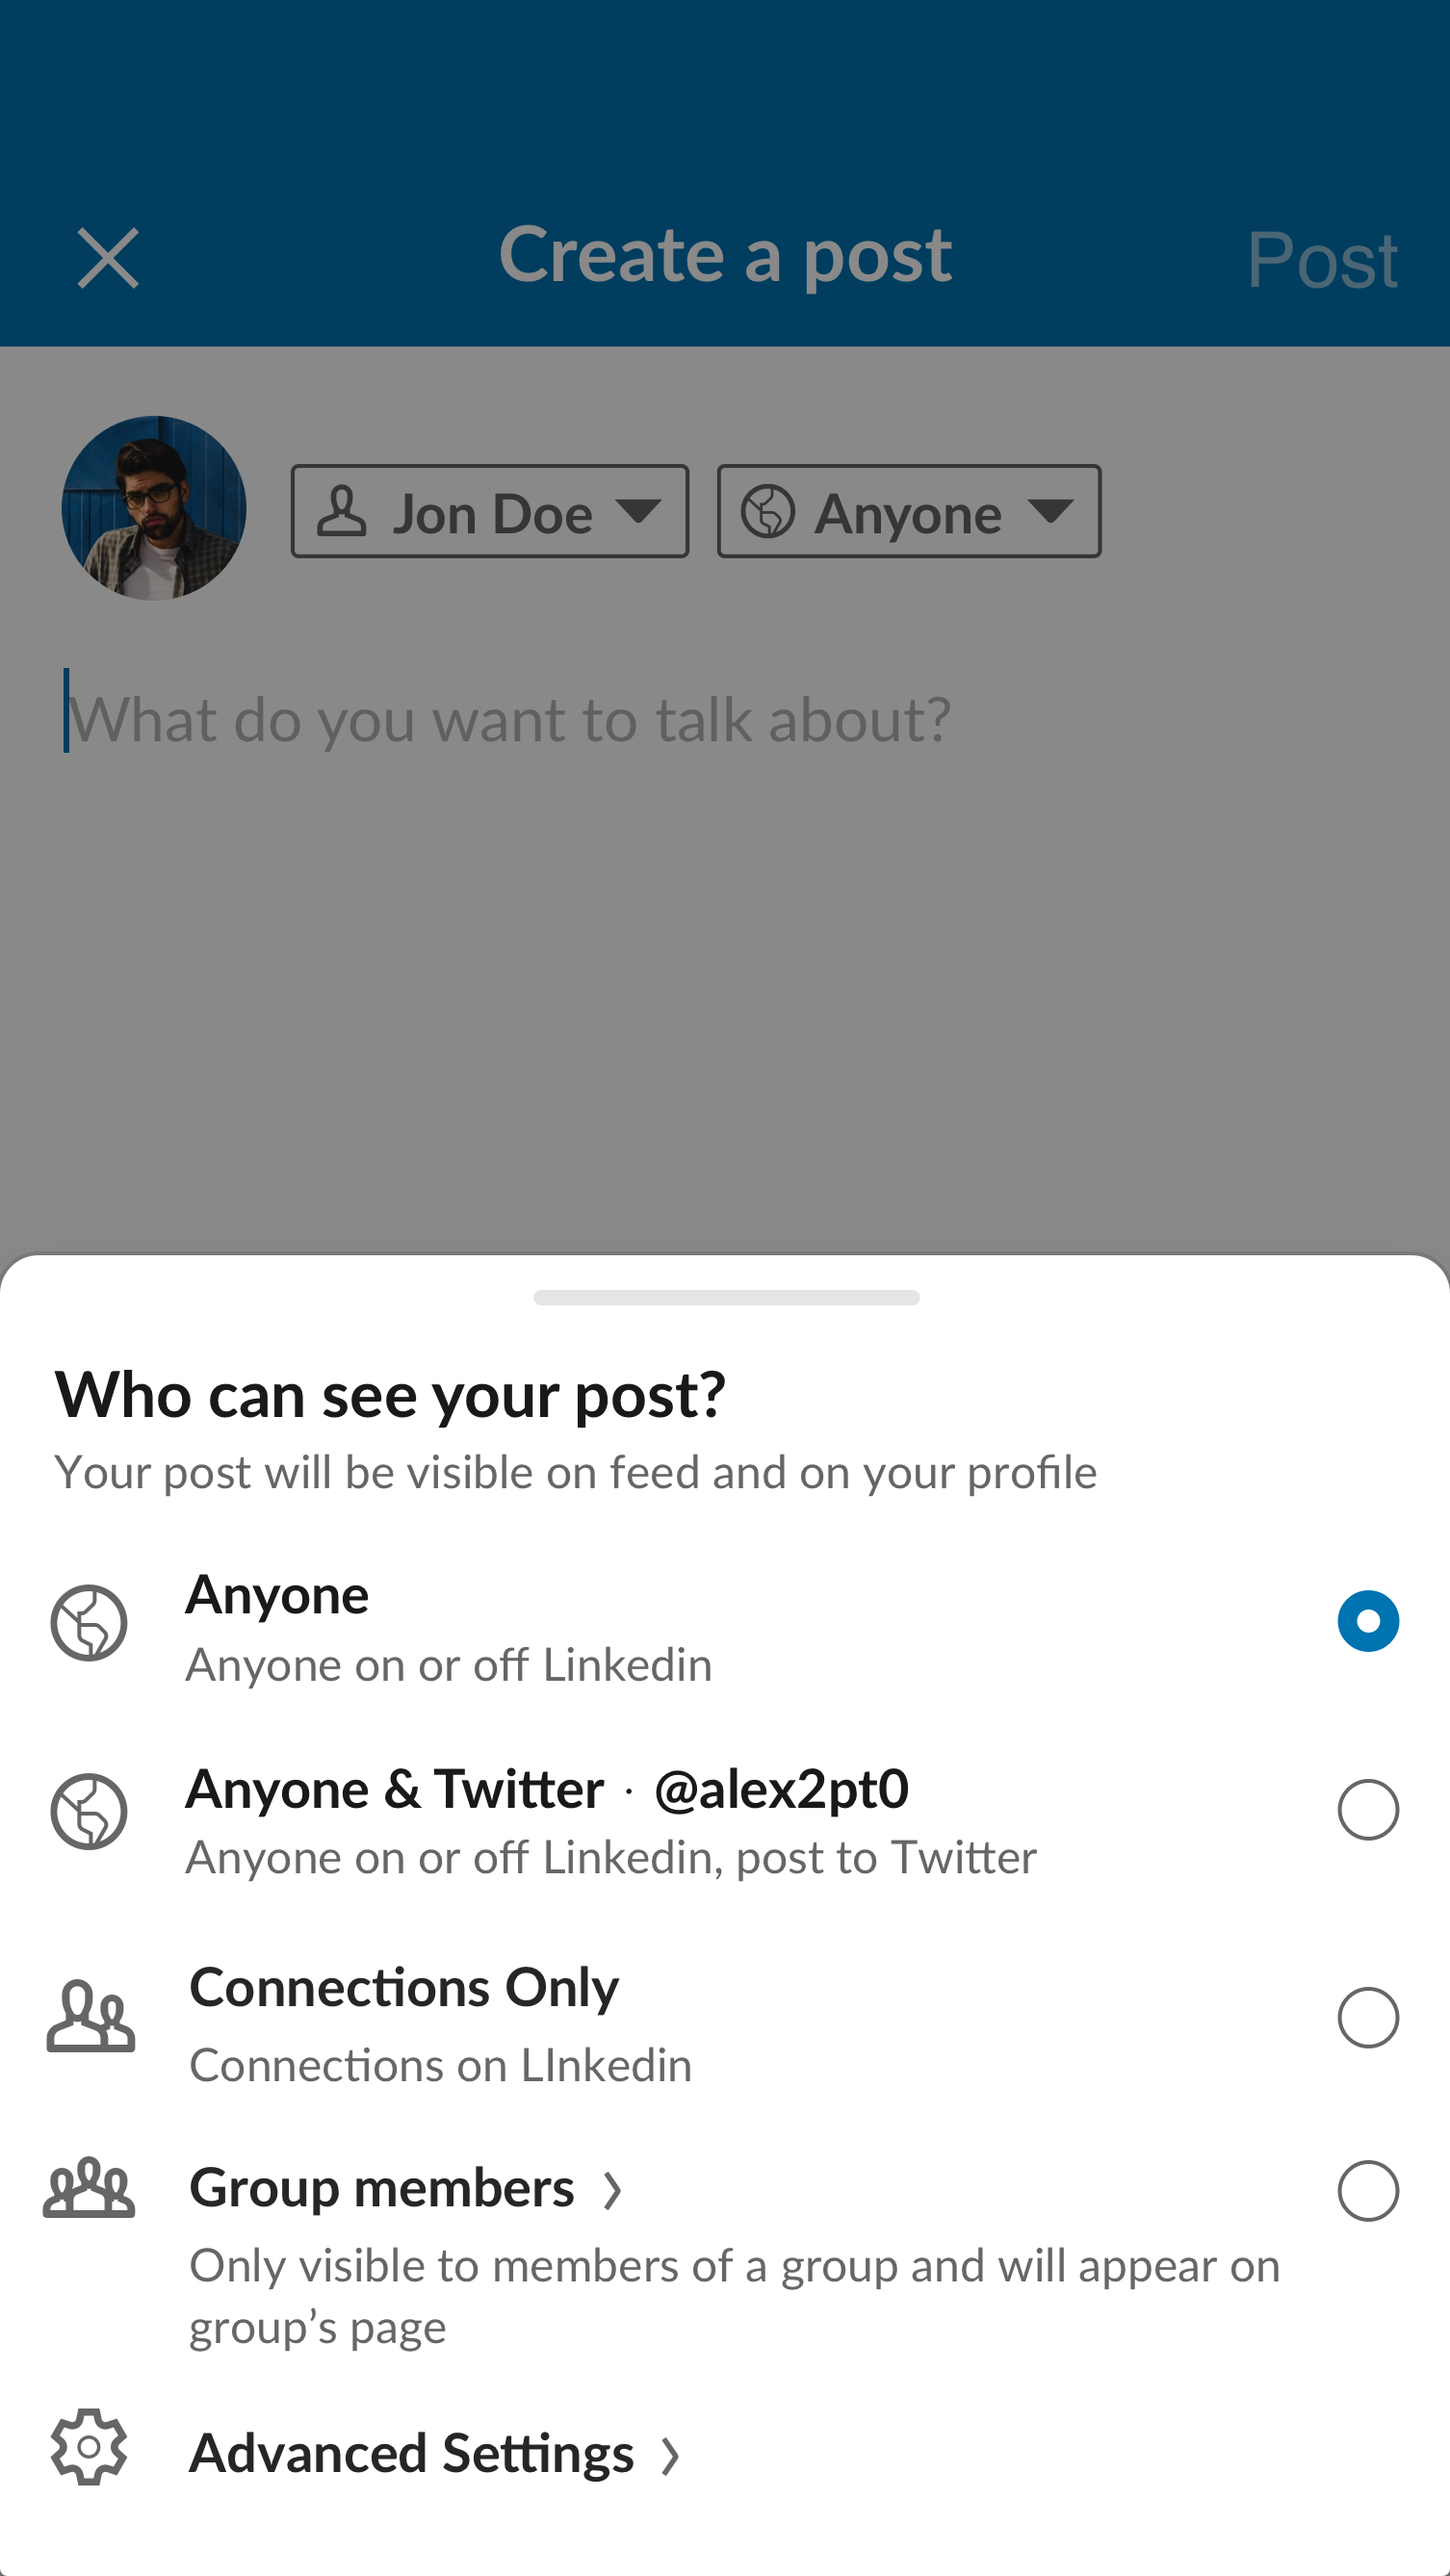 Create a post
Post
Jon Doe
Anyone
What do you want to talk about?
Who can see your post?
Your post will be visible on feed and on your profile
Anyone
Anyone on or off Linkedin
Anyone & Twitter · @alex2pt0
Anyone on or off Linkedin, post to Twitter
Connections Only
Connections on LInkedin
Group members
Only visible to members of a group and will appear on
group’s page
Advanced Settings